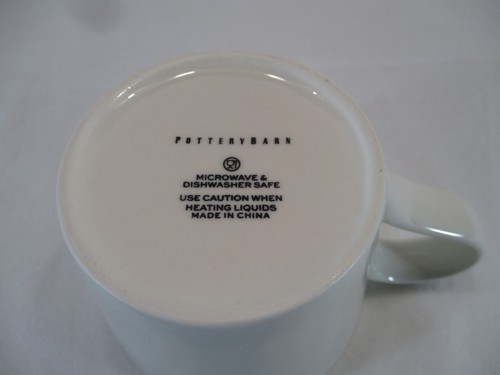 POTTERYBARN
MICROWAVE &
DISHWASHER SAFE
USE CAUTION WHEN
HEATING LIQUIDS
MADE IN CHINA